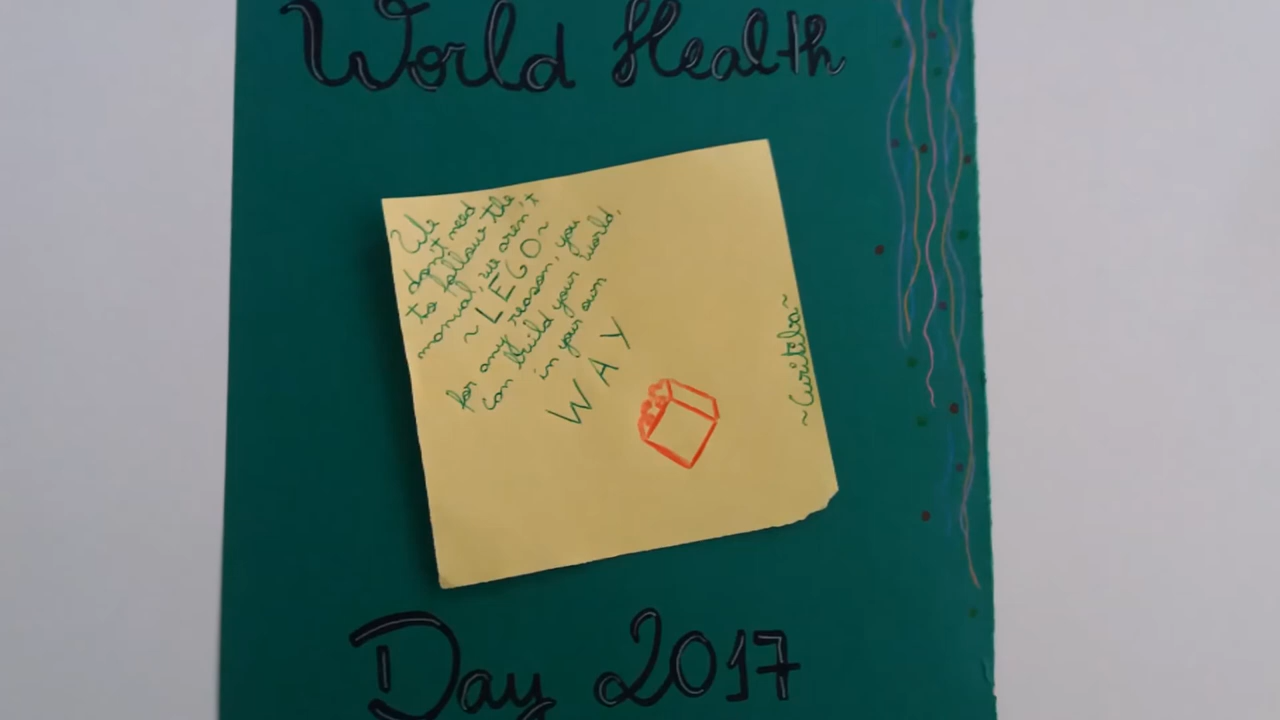 World Health
We
don't need
to follow the
manual, we aren't
~ LEGO ~
for any reason, you
can build your world,
in your own
WAY
~Curitiba~
Day 2017